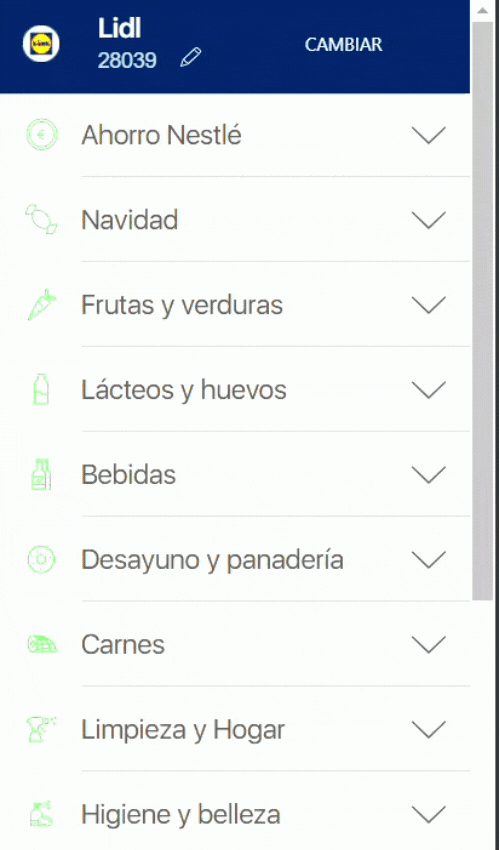 Lidl
28039
CAMBIAR
Ahorro Nestlé
Navidad
Frutas y verduras
Lácteos y huevos
Bebidas
Desayuno y panadería
Carnes
Limpieza y Hogar
Higiene y belleza